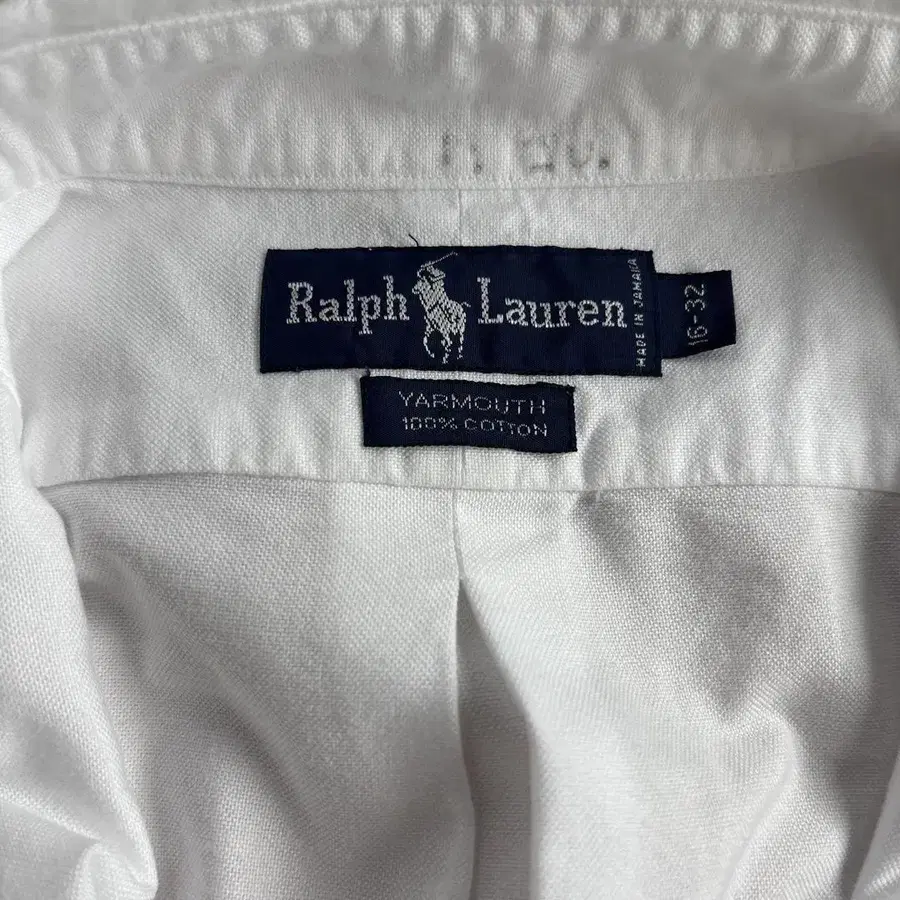 Ralph Lauren
MADE IN JAMAICA
16-32
YARMOUTH
100% COTTON